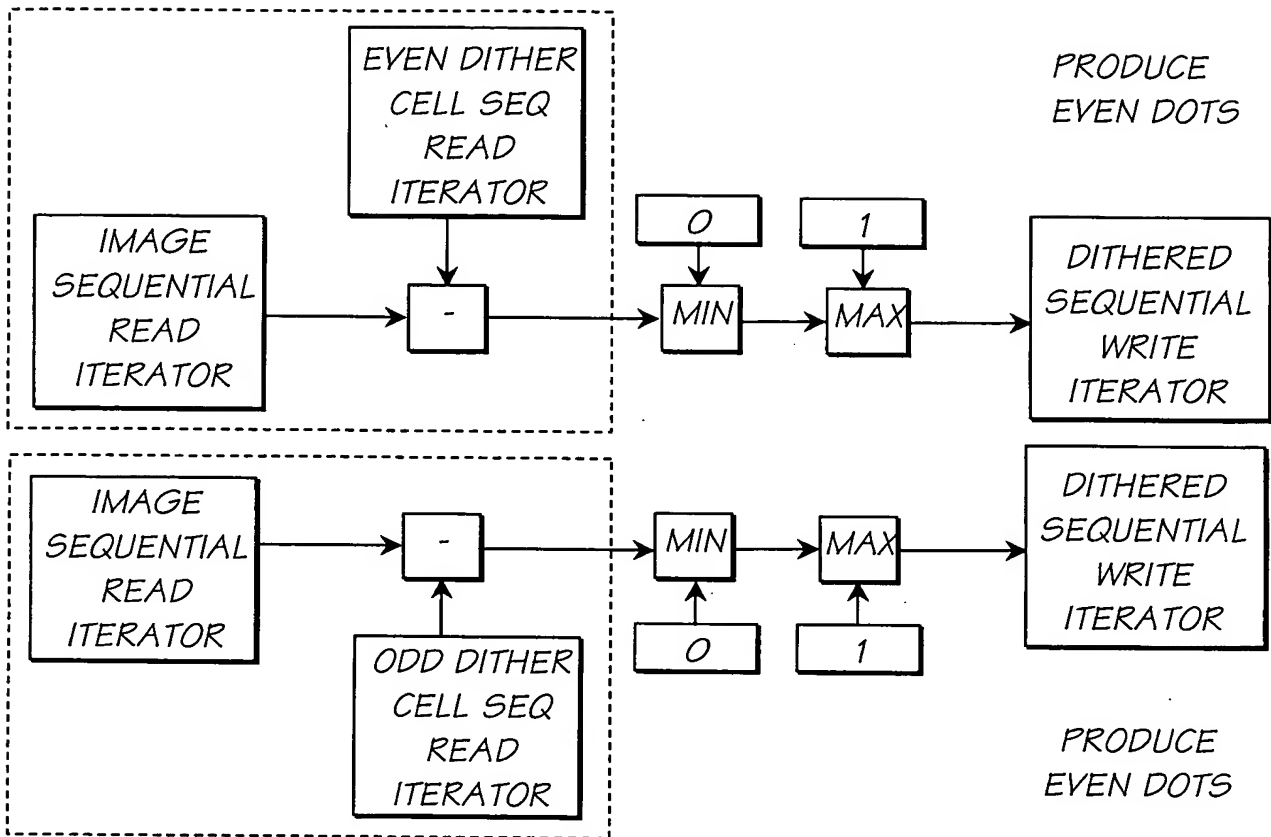 EVEN DITHER
CELL SEQ
READ
ITERATOR
PRODUCE
EVEN DOTS
IMAGE
SEQUENTIAL
READ
ITERATOR
-
0
1
MIN
MAX
DITHERED
SEQUENTIAL
WRITE
ITERATOR
IMAGE
SEQUENTIAL
READ
ITERATOR
-
MIN
MAX
0
1
DITHERED
SEQUENTIAL
WRITE
ITERATOR
ODD DITHER
CELL SEQ
READ
ITERATOR
PRODUCE
EVEN DOTS